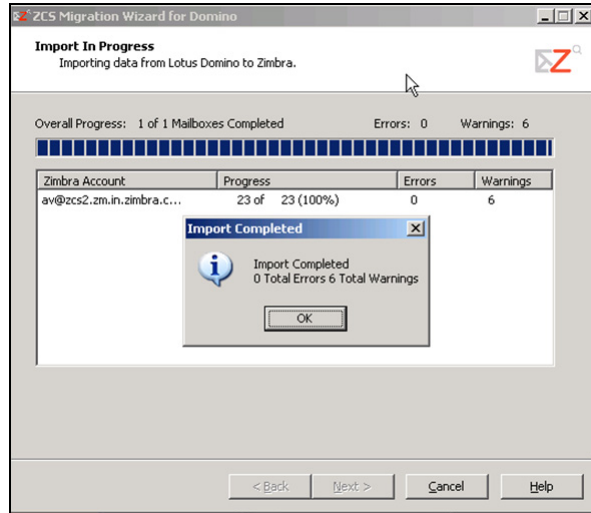 ZCS Migration Wizard for Domino
Import In Progress
Importing data from Lotus Domino to Zimbra.
Z
Overall Progress: 1 of 1 Mailboxes Completed Errors: 0 Warnings: 6
Zimbra Account Progress Errors Warnings
av@zcs2.zm.in.zimbra.c... 23 of 23 (100%) 0 6
Import Completed
Import Completed
0 Total Errors 6 Total Warnings
OK
< Back Next > Cancel Help